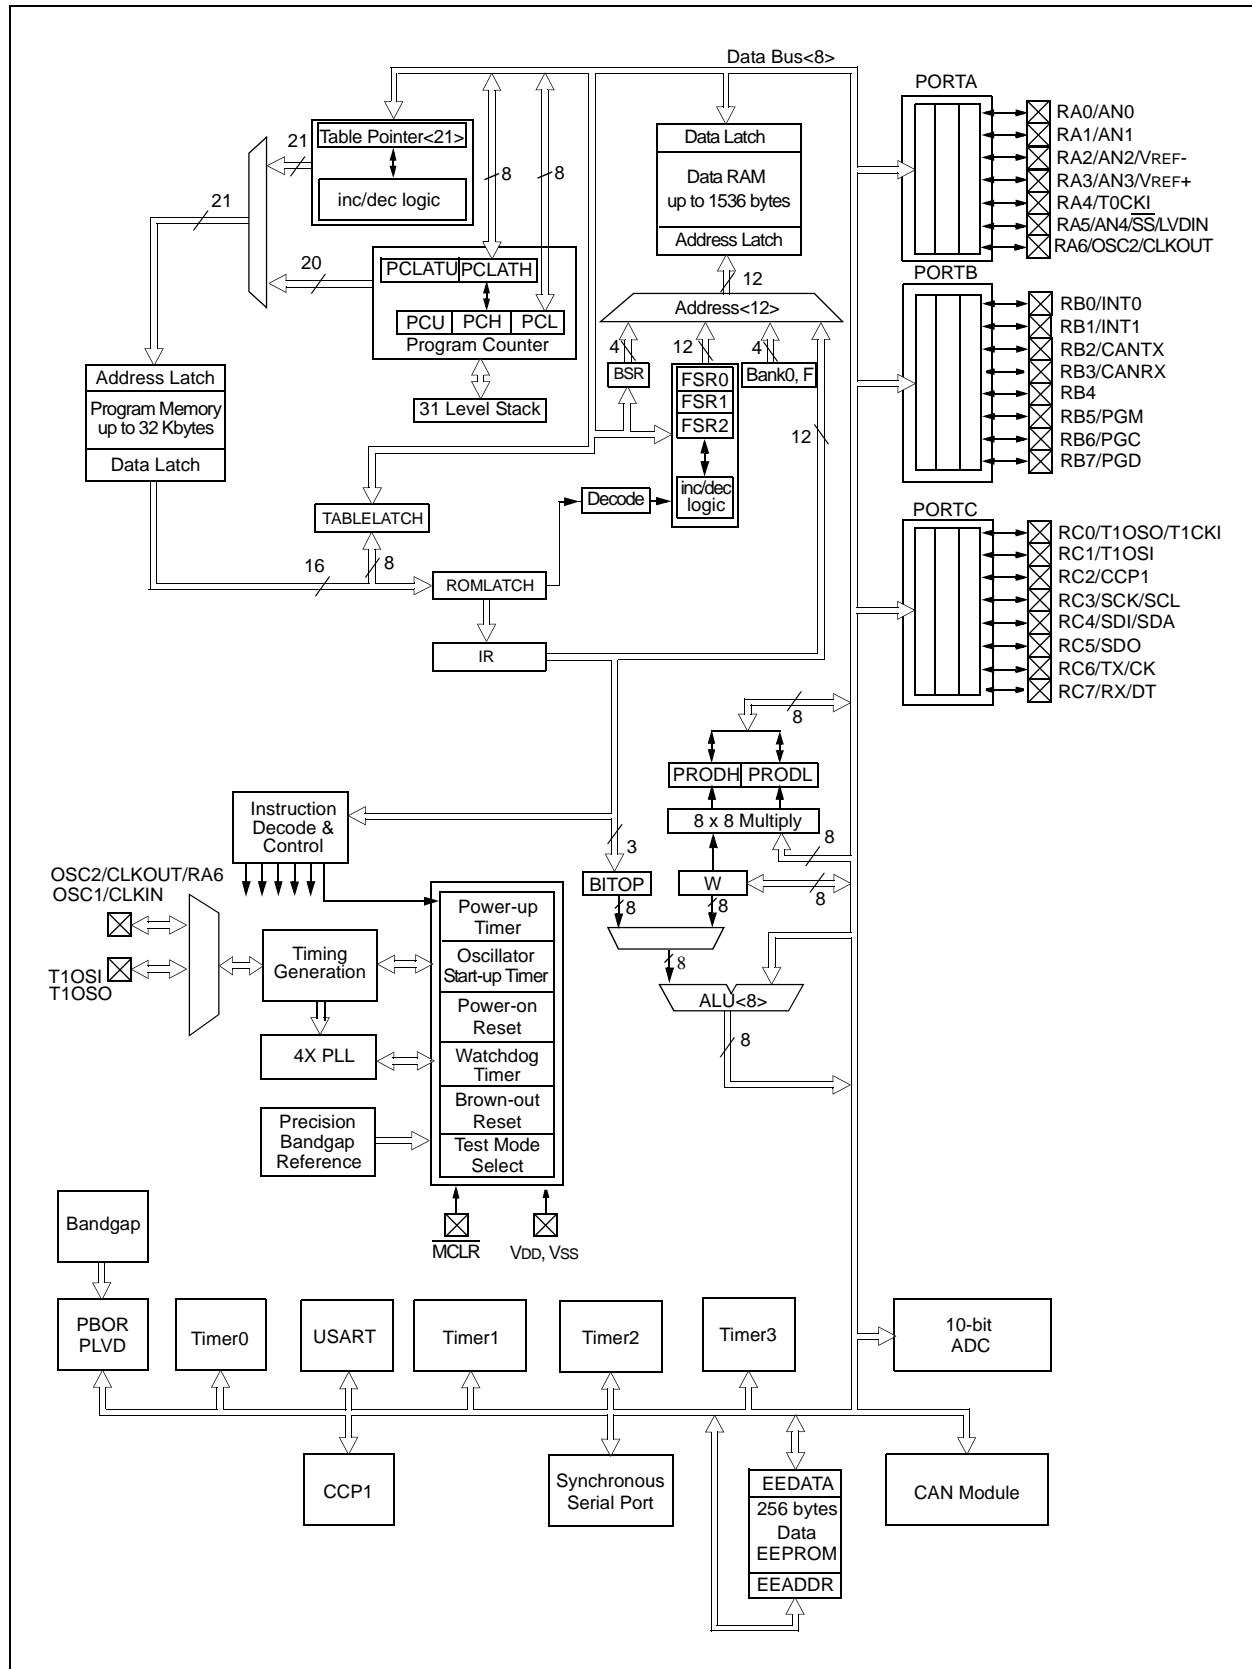 Data Bus<8>
PORTA
RA0/AN0
RA1/AN1
RA2/AN2/VREF-
RA3/AN3/VREF+
RA4/T0CKI
RA5/AN4/SS/LVDIN
RA6/OSC2/CLKOUT
Table Pointer<21>
inc/dec logic
21
8
8
21
20
Data Latch
Data RAM
up to 1536 bytes
Address Latch
12
Address<12>
PCLATU
PCLATH
PCU
PCH
PCL
Program Counter
31 Level Stack
4
12
4
BSR
FSR0
FSR1
FSR2
Bank0, F
inc/dec
logic
12
PORTB
RB0/INT0
RB1/INT1
RB2/CANTX
RB3/CANRX
RB4
RB5/PGM
RB6/PGC
RB7/PGD
Address Latch
Program Memory
up to 32 Kbytes
Data Latch
TABLELATCH
Decode
16
8
ROMLATCH
IR
PORTC
RC0/T1OSO/T1CKI
RC1/T1OSI
RC2/CCP1
RC3/SCK/SCL
RC4/SDI/SDA
RC5/SDO
RC6/TX/CK
RC7/RX/DT
8
PRODH
PRODL
8 x 8 Multiply
8
Instruction
Decode &
Control
3
BITOP
W
8
8
8
8
ALU<8>
8
OSC2/CLKOUT/RA6
OSC1/CLKIN
T1OSI
T1OSO
Timing
Generation
4X PLL
Precision
Bandgap
Reference
Power-up
Timer
Oscillator
Start-up Timer
Power-on
Reset
Watchdog
Timer
Brown-out
Reset
Test Mode
Select
MCLR
VDD, VSS
Bandgap
PBOR
PLVD
Timer0
USART
Timer1
Timer2
Timer3
10-bit
ADC
CCP1
Synchronous
Serial Port
EEDATA
256 bytes
Data
EEPROM
EEADDR
CAN Module